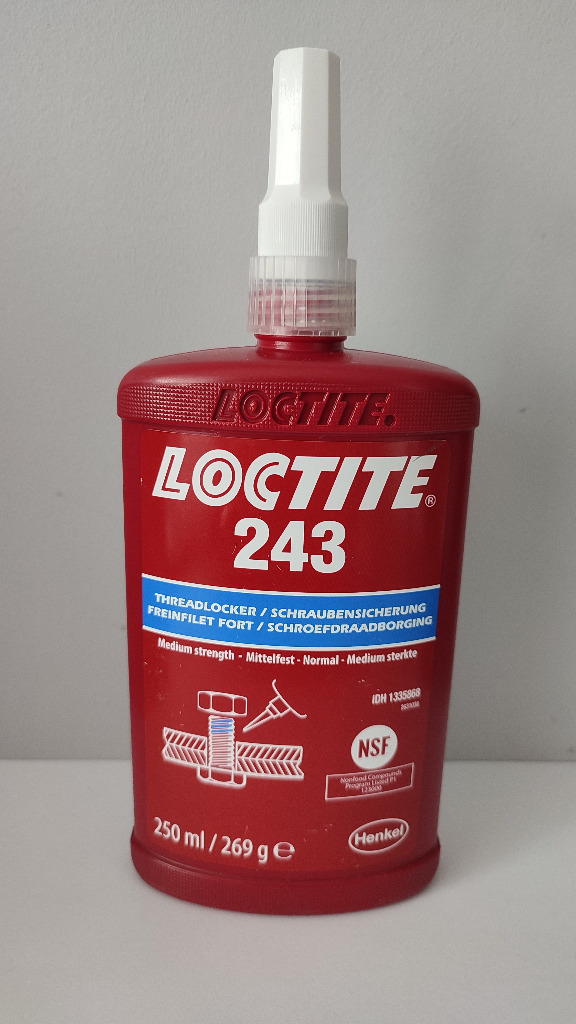 LOCTITE.
LOCTITE®
243
THREADLOCKER / SCHRAUBENSICHERUNG
FREINFILET FORT / SCHROEFDRAADBORGING
Medium strength - Mittelfest - Normal - Medium sterkte
IDH 1335868
NSF
Nonfood Compounds
Program Listed P1
123000
250 ml / 269 g ℮
Henkel